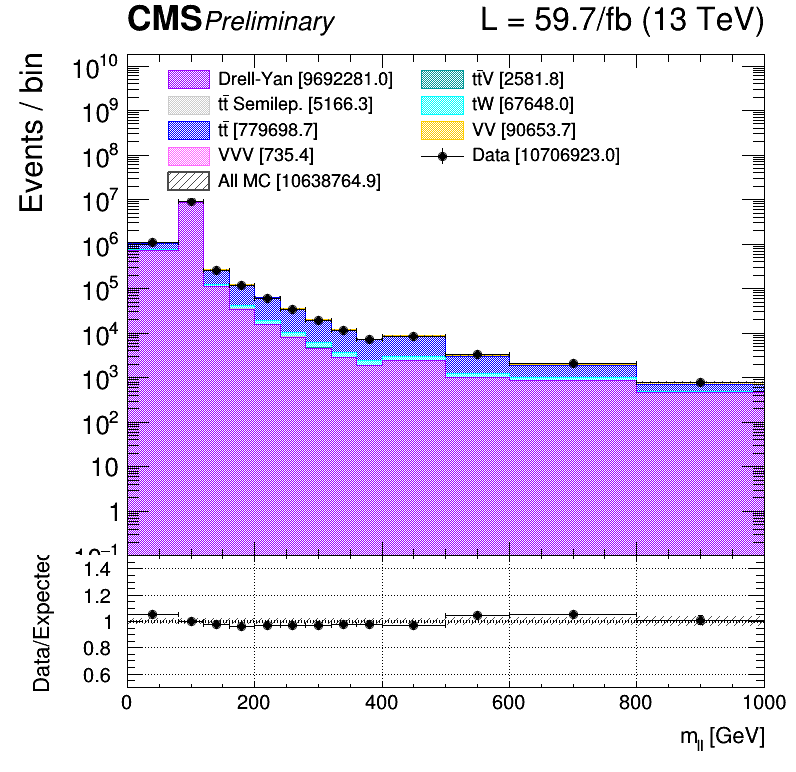 CMS Preliminary L = 59.7/fb (13 TeV)
Events / bin
Drell-Yan [9692281.0]
tt̄ Semilep. [5166.3]
tt̄ [779698.7]
VVV [735.4]
All MC [10638764.9]
tt̄V [2581.8]
tW [67648.0]
VV [90653.7]
Data [10706923.0]
10¹⁰
10⁹
10⁸
10⁷
10⁶
10⁵
10⁴
10³
10²
10
1
10⁻¹
Data/Expected
1.4
1.2
1
0.8
0.6
0 200 400 600 800 1000
m_ll [GeV]